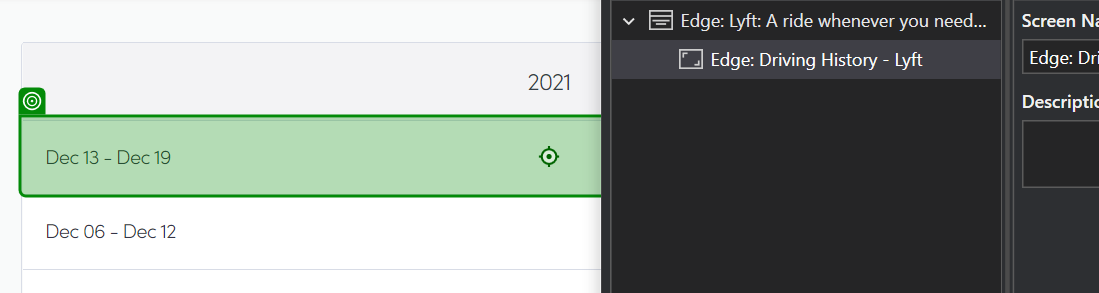 2021
Dec 13 - Dec 19
Dec 06 - Dec 12
Edge: Lyft: A ride whenever you need...
Edge: Driving History - Lyft
Screen Na
Edge: Dri
Descriptio